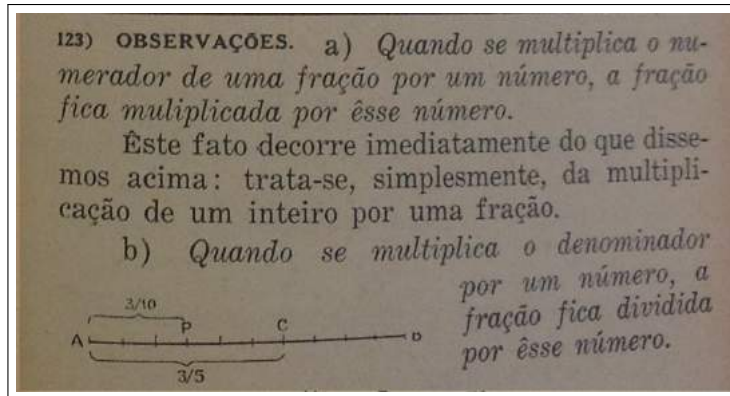 123) OBSERVAÇÕES. a) Quando se multiplica o nu-
merador de uma fração por um número, a fração
fica muliplicada por êsse número.
Êste fato decorre imediatamente do que disse-
mos acima: trata-se, simplesmente, da multipli-
cação de um inteiro por uma fração.
b) Quando se multiplica o denominador
por um número, a
fração fica dividida
por êsse número.
3/10
A P C B
3/5